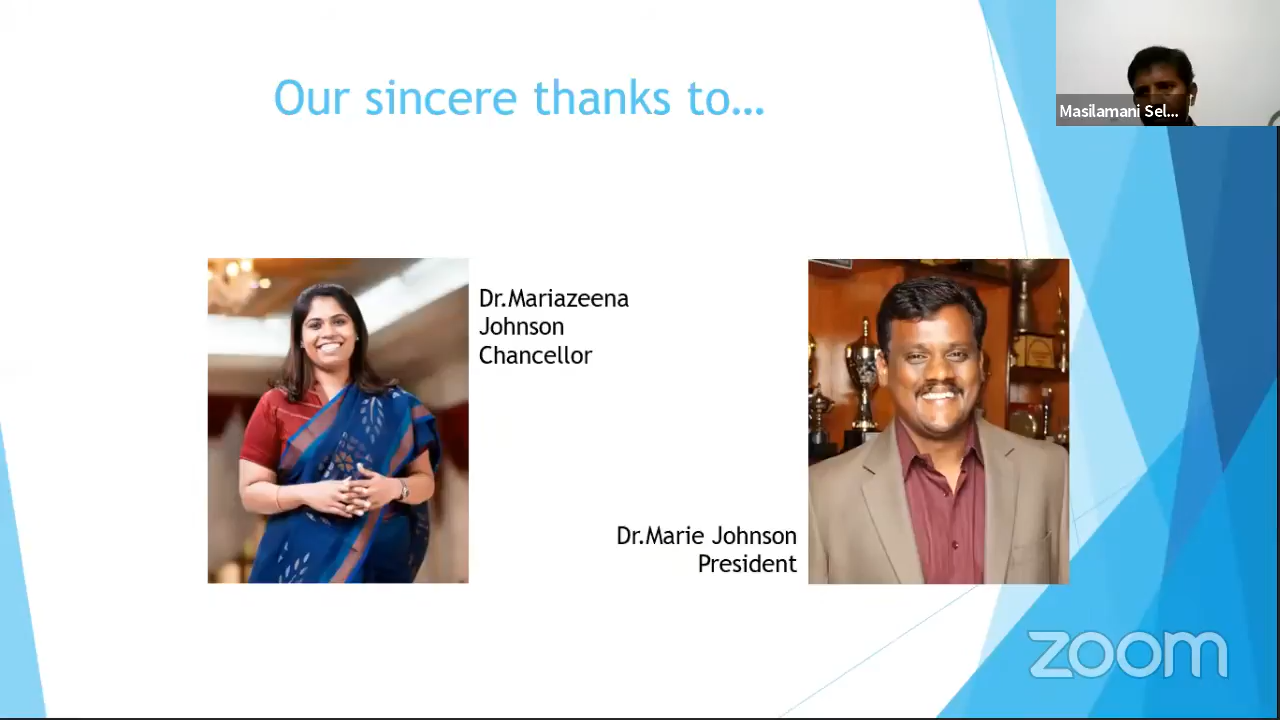 Our sincere thanks to…
Masilamani Sel...
Dr.Mariazeena
Johnson
Chancellor
Dr.Marie Johnson
President
zoom